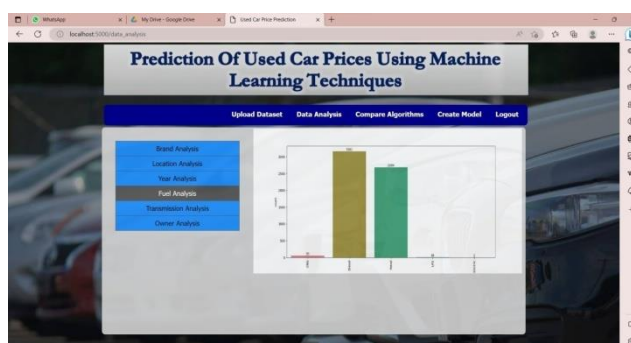 WhatsApp
My Drive - Google Drive
Used Car Price Prediction
localhost:5000/data_analysis
Prediction Of Used Car Prices Using Machine
Learning Techniques
Upload Dataset Data Analysis Compare Algorithms Create Model Logout
Brand Analysis
Location Analysis
Year Analysis
Fuel Analysis
Transmission Analysis
Owner Analysis